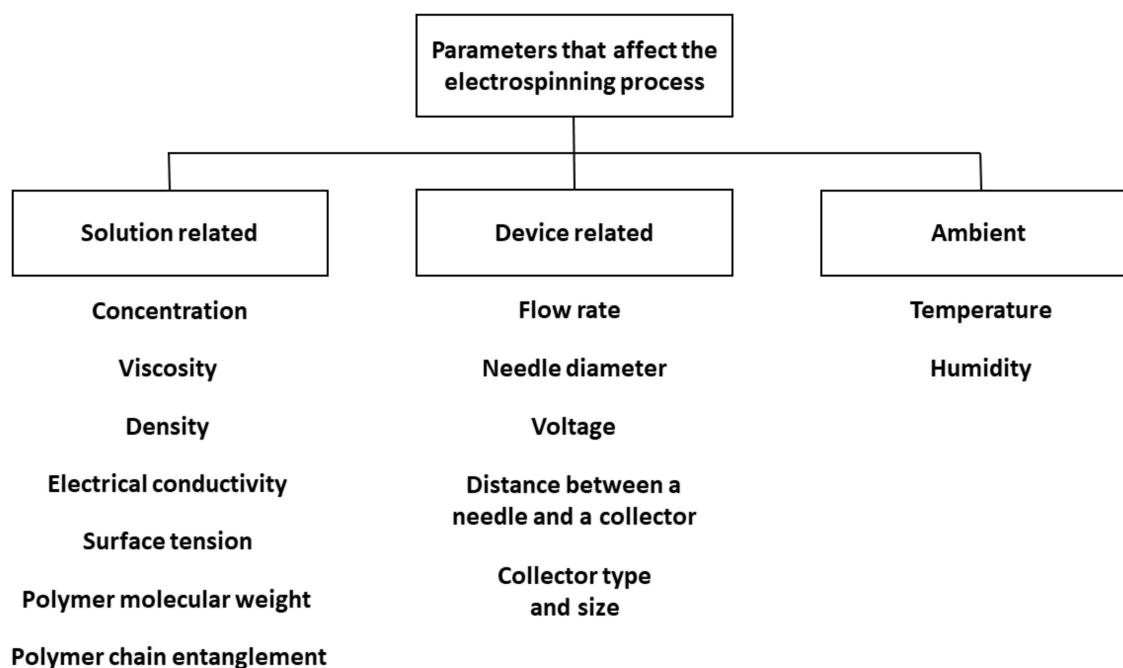 Parameters that affect the
electrospinning process
Solution related
Device related
Ambient
Concentration
Viscosity
Density
Electrical conductivity
Surface tension
Polymer molecular weight
Polymer chain entanglement
Flow rate
Needle diameter
Voltage
Distance between a
needle and a collector
Collector type
and size
Temperature
Humidity